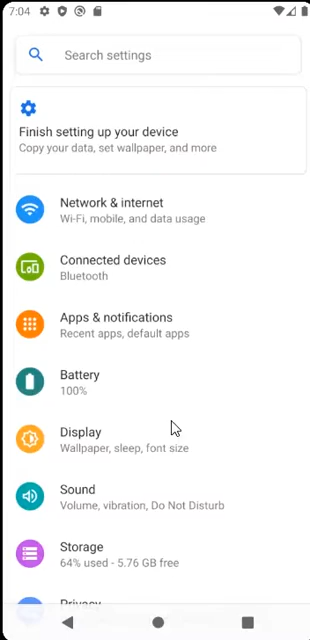 7:04
Search settings
Finish setting up your device
Copy your data, set wallpaper, and more
Network & internet
Wi-Fi, mobile, and data usage
Connected devices
Bluetooth
Apps & notifications
Recent apps, default apps
Battery
100%
Display
Wallpaper, sleep, font size
Sound
Volume, vibration, Do Not Disturb
Storage
64% used - 5.76 GB free
Privacy